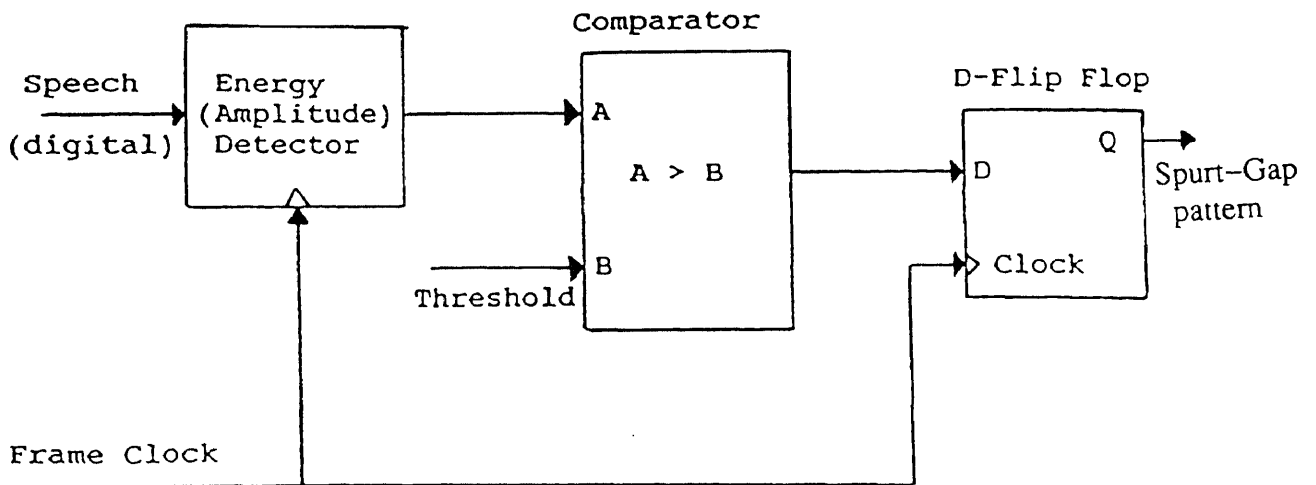 Comparator
Speech
(digital)
Energy
(Amplitude)
Detector
A
A > B
B
Threshold
D-Flip Flop
D
Q
Clock
Spurt-Gap
pattern
Frame Clock